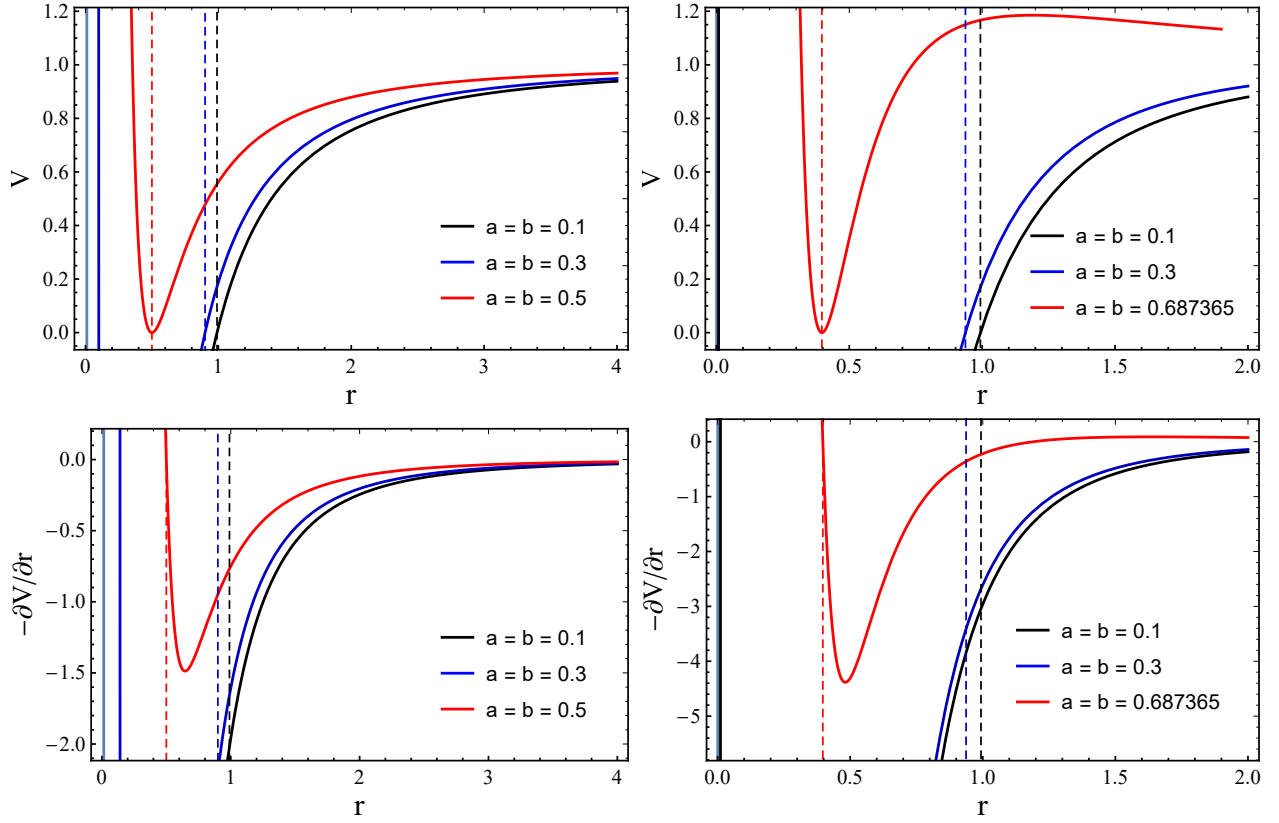 1.2
1.0
0.8
0.6
0.4
0.2
0.0
V
a = b = 0.1
a = b = 0.3
a = b = 0.5
0 1 2 3 4
r
1.2
1.0
0.8
0.6
0.4
0.2
0.0
V
a = b = 0.1
a = b = 0.3
a = b = 0.687365
0.0 0.5 1.0 1.5 2.0
r
0.0
−0.5
−1.0
−1.5
−2.0
−∂V/∂r
a = b = 0.1
a = b = 0.3
a = b = 0.5
0 1 2 3 4
r
0
−1
−2
−3
−4
−5
−∂V/∂r
a = b = 0.1
a = b = 0.3
a = b = 0.687365
0.0 0.5 1.0 1.5 2.0
r